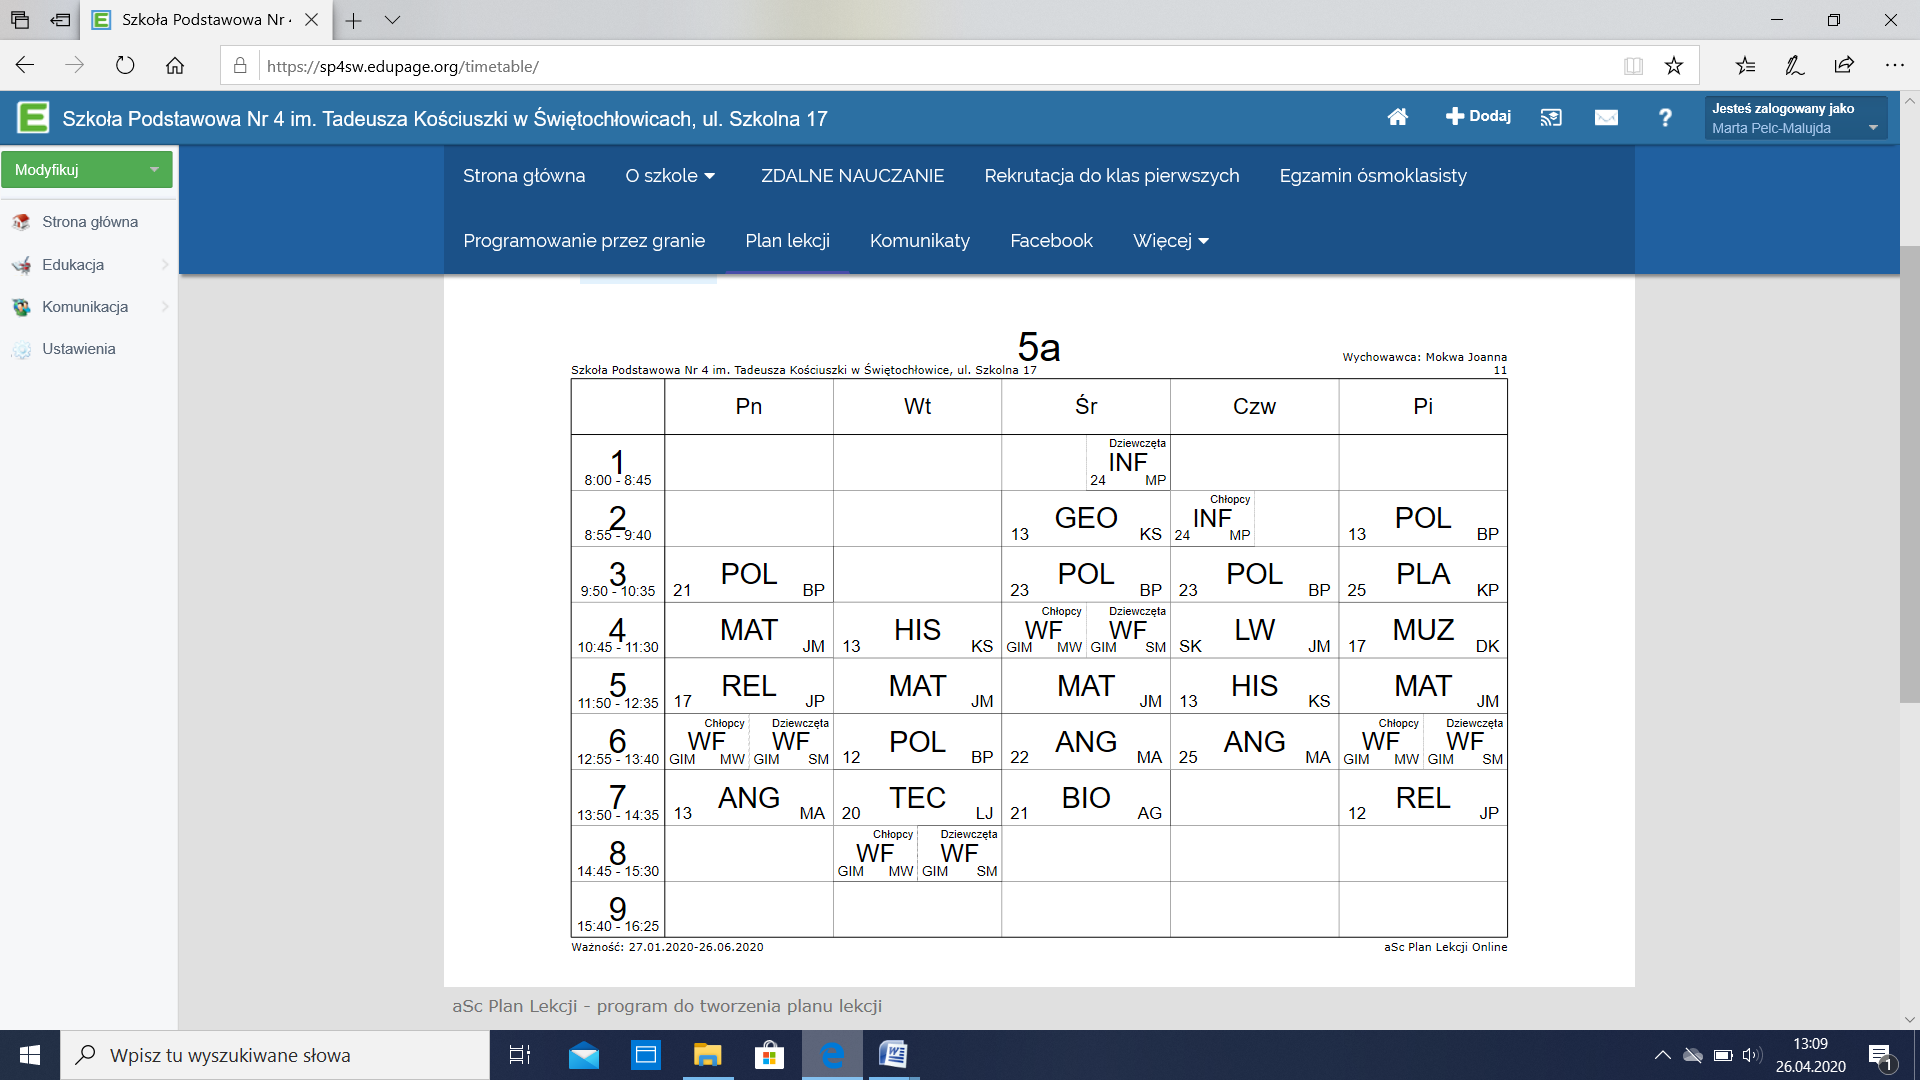 Szkoła Podstawowa Nr 4
https://sp4sw.edupage.org/timetable/
Szkoła Podstawowa Nr 4 im. Tadeusza Kościuszki w Świętochłowicach, ul. Szkolna 17
Dodaj
?
Jesteś zalogowany jako
Marta Pelc-Malujda
Modyfikuj
Strona główna
Edukacja
Komunikacja
Ustawienia
Strona główna O szkole ZDALNE NAUCZANIE Rekrutacja do klas pierwszych Egzamin ósmoklasisty
Programowanie przez granie Plan lekcji Komunikaty Facebook Więcej
5a
Wychowawca: Mokwa Joanna
Szkoła Podstawowa Nr 4 im. Tadeusza Kościuszki w Świętochłowice, ul. Szkolna 17
11
Pn Wt Śr Czw Pi
1
8:00 - 8:45
Dziewczęta
INF
24 MP
2
8:55 - 9:40
GEO
13 KS
Chłopcy
INF
24 MP
POL
13 BP
3
9:50 - 10:35
POL
21 BP
POL
23 BP
POL
23 BP
PLA
25 KP
4
10:45 - 11:30
MAT
JM
HIS
13 KS
Chłopcy
WF
GIM MW
Dziewczęta
WF
GIM SM
LW
SK JM
MUZ
17 DK
5
11:50 - 12:35
REL
17 JP
MAT
JM
MAT
JM
HIS
13 KS
MAT
JM
6
12:55 - 13:40
Chłopcy
WF
GIM MW
Dziewczęta
WF
GIM SM
POL
12 BP
ANG
22 MA
ANG
25 MA
Chłopcy
WF
GIM MW
Dziewczęta
WF
GIM SM
7
13:50 - 14:35
ANG
13 MA
TEC
20 LJ
BIO
21 AG
REL
12 JP
8
14:45 - 15:30
Chłopcy
WF
GIM MW
Dziewczęta
WF
GIM SM
9
15:40 - 16:25
Ważność: 27.01.2020-26.06.2020
aSc Plan Lekcji Online
aSc Plan Lekcji - program do tworzenia planu lekcji
Wpisz tu wyszukiwane słowa
13:09
26.04.2020
1